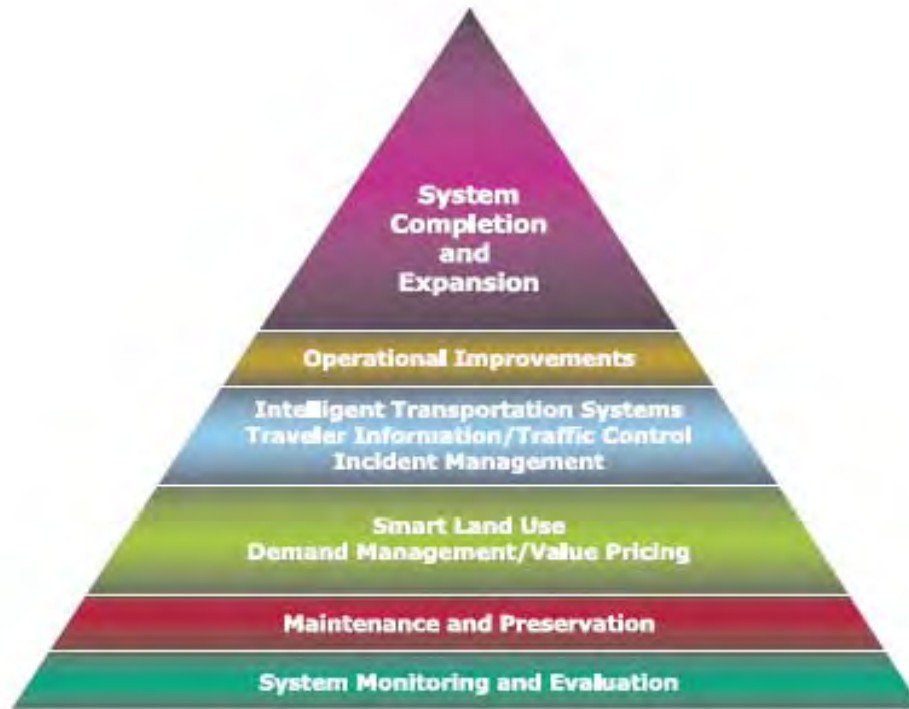 System
Completion
and
Expansion
Operational Improvements
Intelligent Transportation Systems
Traveler Information/Traffic Control
Incident Management
Smart Land Use
Demand Management/Value Pricing
Maintenance and Preservation
System Monitoring and Evaluation